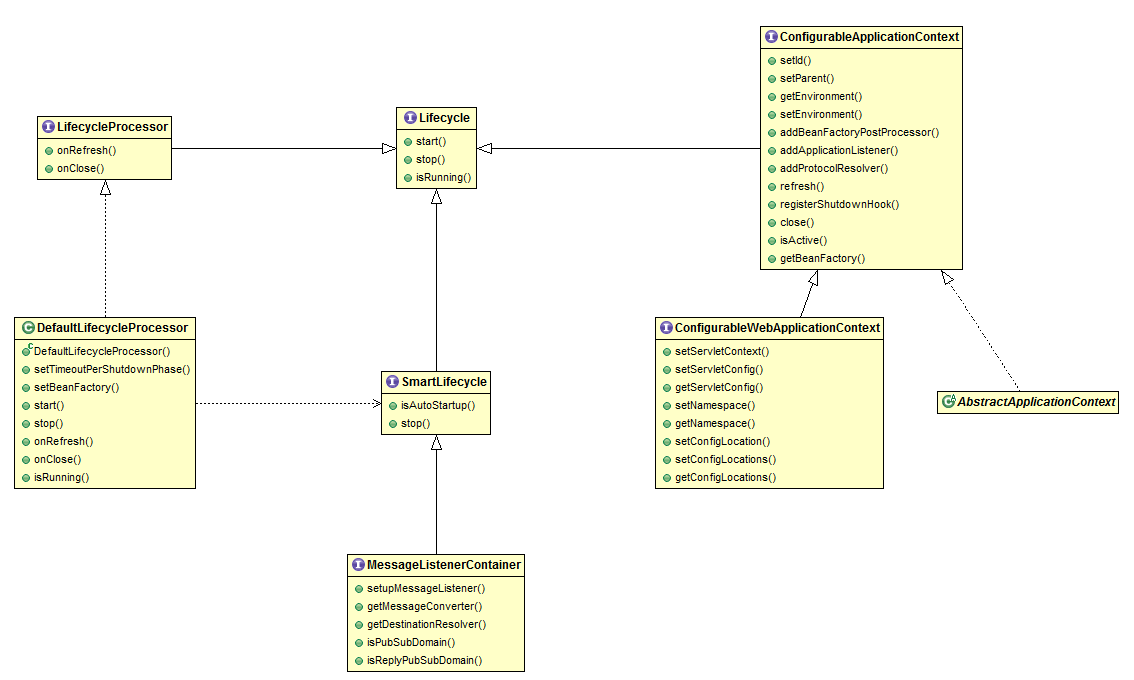 LifecycleProcessor
onRefresh()
onClose()
Lifecycle
start()
stop()
isRunning()
ConfigurableApplicationContext
setId()
setParent()
getEnvironment()
setEnvironment()
addBeanFactoryPostProcessor()
addApplicationListener()
addProtocolResolver()
refresh()
registerShutdownHook()
close()
isActive()
getBeanFactory()
DefaultLifecycleProcessor
DefaultLifecycleProcessor()
setTimeoutPerShutdownPhase()
setBeanFactory()
start()
stop()
onRefresh()
onClose()
isRunning()
SmartLifecycle
isAutoStartup()
stop()
ConfigurableWebApplicationContext
setServletContext()
setServletConfig()
getServletConfig()
setNamespace()
getNamespace()
setConfigLocation()
setConfigLocations()
getConfigLocations()
AbstractApplicationContext
MessageListenerContainer
setupMessageListener()
getMessageConverter()
getDestinationResolver()
isPubSubDomain()
isReplyPubSubDomain()